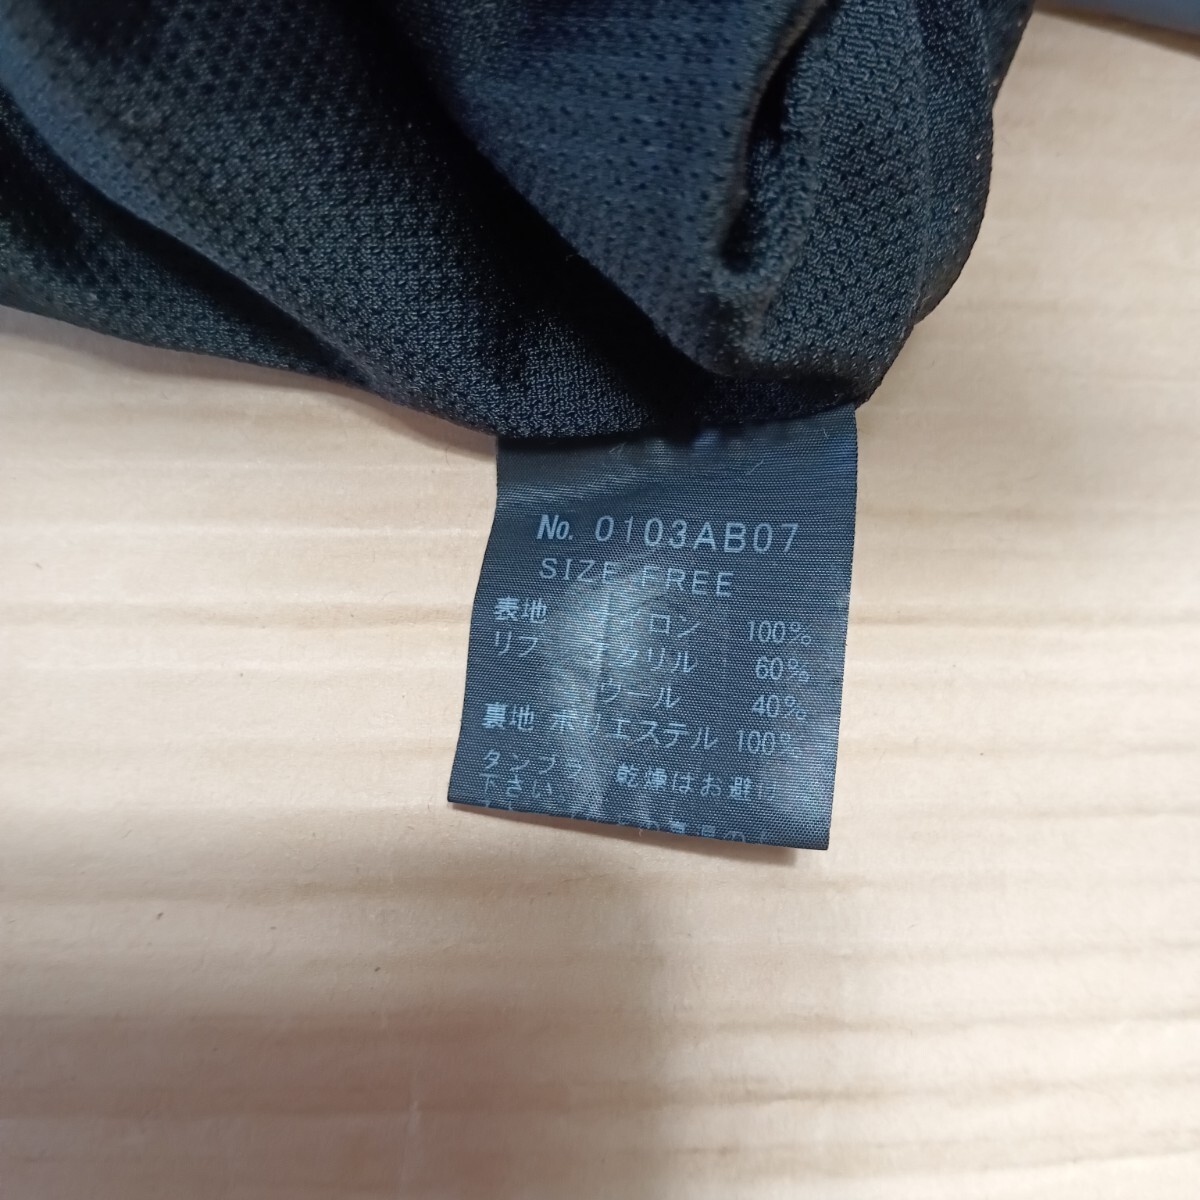 No. 0103AB07
SIZE FREE
表地 ナイロン 100%
リブ アクリル 60%
ウール 40%
裏地 ポリエステル 100%
タンブラー乾燥はお避け
下さい